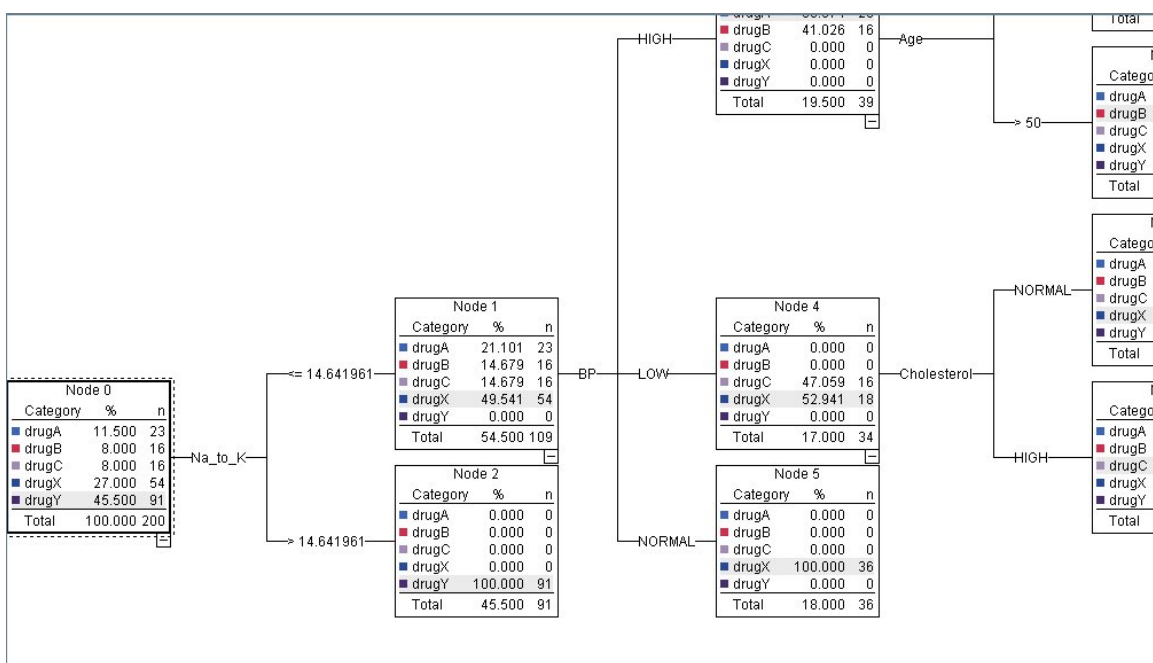 drugB 41.026 16
drugC 0.000 0
drugX 0.000 0
drugY 0.000 0
Total 19.500 39
HIGH
Age
Total
> 50
Catego
drugA
drugB
drugC
drugX
drugY
Total
Node 1
Category % n
drugA 21.101 23
drugB 14.679 16
drugC 14.679 16
drugX 49.541 54
drugY 0.000 0
Total 54.500 109
<= 14.641961
BP
LOW
Node 4
Category % n
drugA 0.000 0
drugB 0.000 0
drugC 47.059 16
drugX 52.941 18
drugY 0.000 0
Total 17.000 34
Cholesterol
NORMAL
Catego
drugA
drugB
drugC
drugX
drugY
Total
HIGH
Catego
drugA
drugB
drugC
drugX
drugY
Total
Node 0
Category % n
drugA 11.500 23
drugB 8.000 16
drugC 8.000 16
drugX 27.000 54
drugY 45.500 91
Total 100.000 200
Na_to_K
> 14.641961
Node 2
Category % n
drugA 0.000 0
drugB 0.000 0
drugC 0.000 0
drugX 0.000 0
drugY 100.000 91
Total 45.500 91
NORMAL
Node 5
Category % n
drugA 0.000 0
drugB 0.000 0
drugC 0.000 0
drugX 100.000 36
drugY 0.000 0
Total 18.000 36